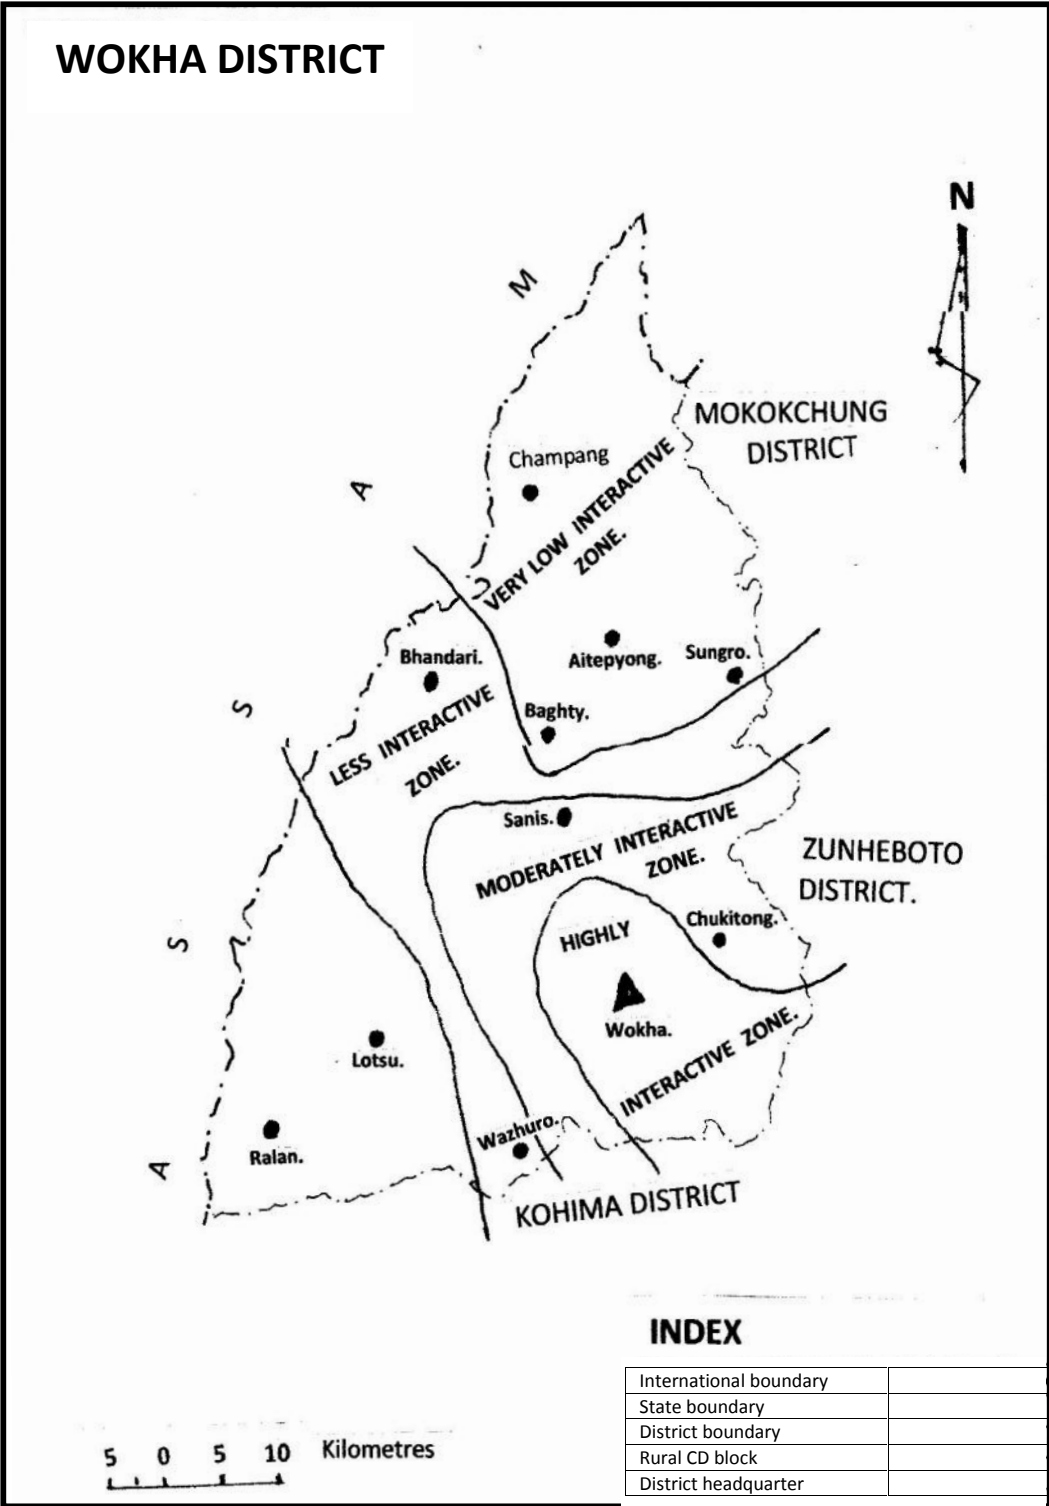 WOKHA DISTRICT
N
M
A
S
S
A
MOKOKCHUNG
DISTRICT
Champang
VERY LOW INTERACTIVE
ZONE.
Bhandari.
Aitepyong.
Sungro.
LESS INTERACTIVE
ZONE.
Baghty.
Sanis.
MODERATELY INTERACTIVE
ZONE.
ZUNHEBOTO
DISTRICT.
Chukitong.
HIGHLY
Wokha.
INTERACTIVE ZONE.
Lotsu.
Ralan.
Wazhuro.
KOHIMA DISTRICT
INDEX
International boundary
State boundary
District boundary
Rural CD block
District headquarter
5 0 5 10 Kilometres